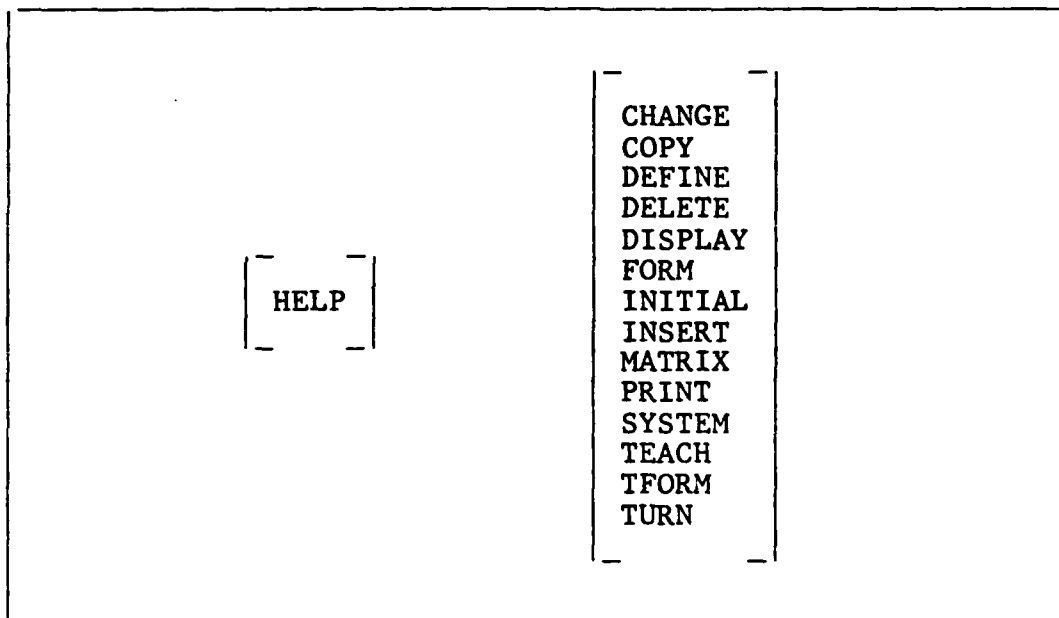 HELP
CHANGE
COPY
DEFINE
DELETE
DISPLAY
FORM
INITIAL
INSERT
MATRIX
PRINT
SYSTEM
TEACH
TFORM
TURN